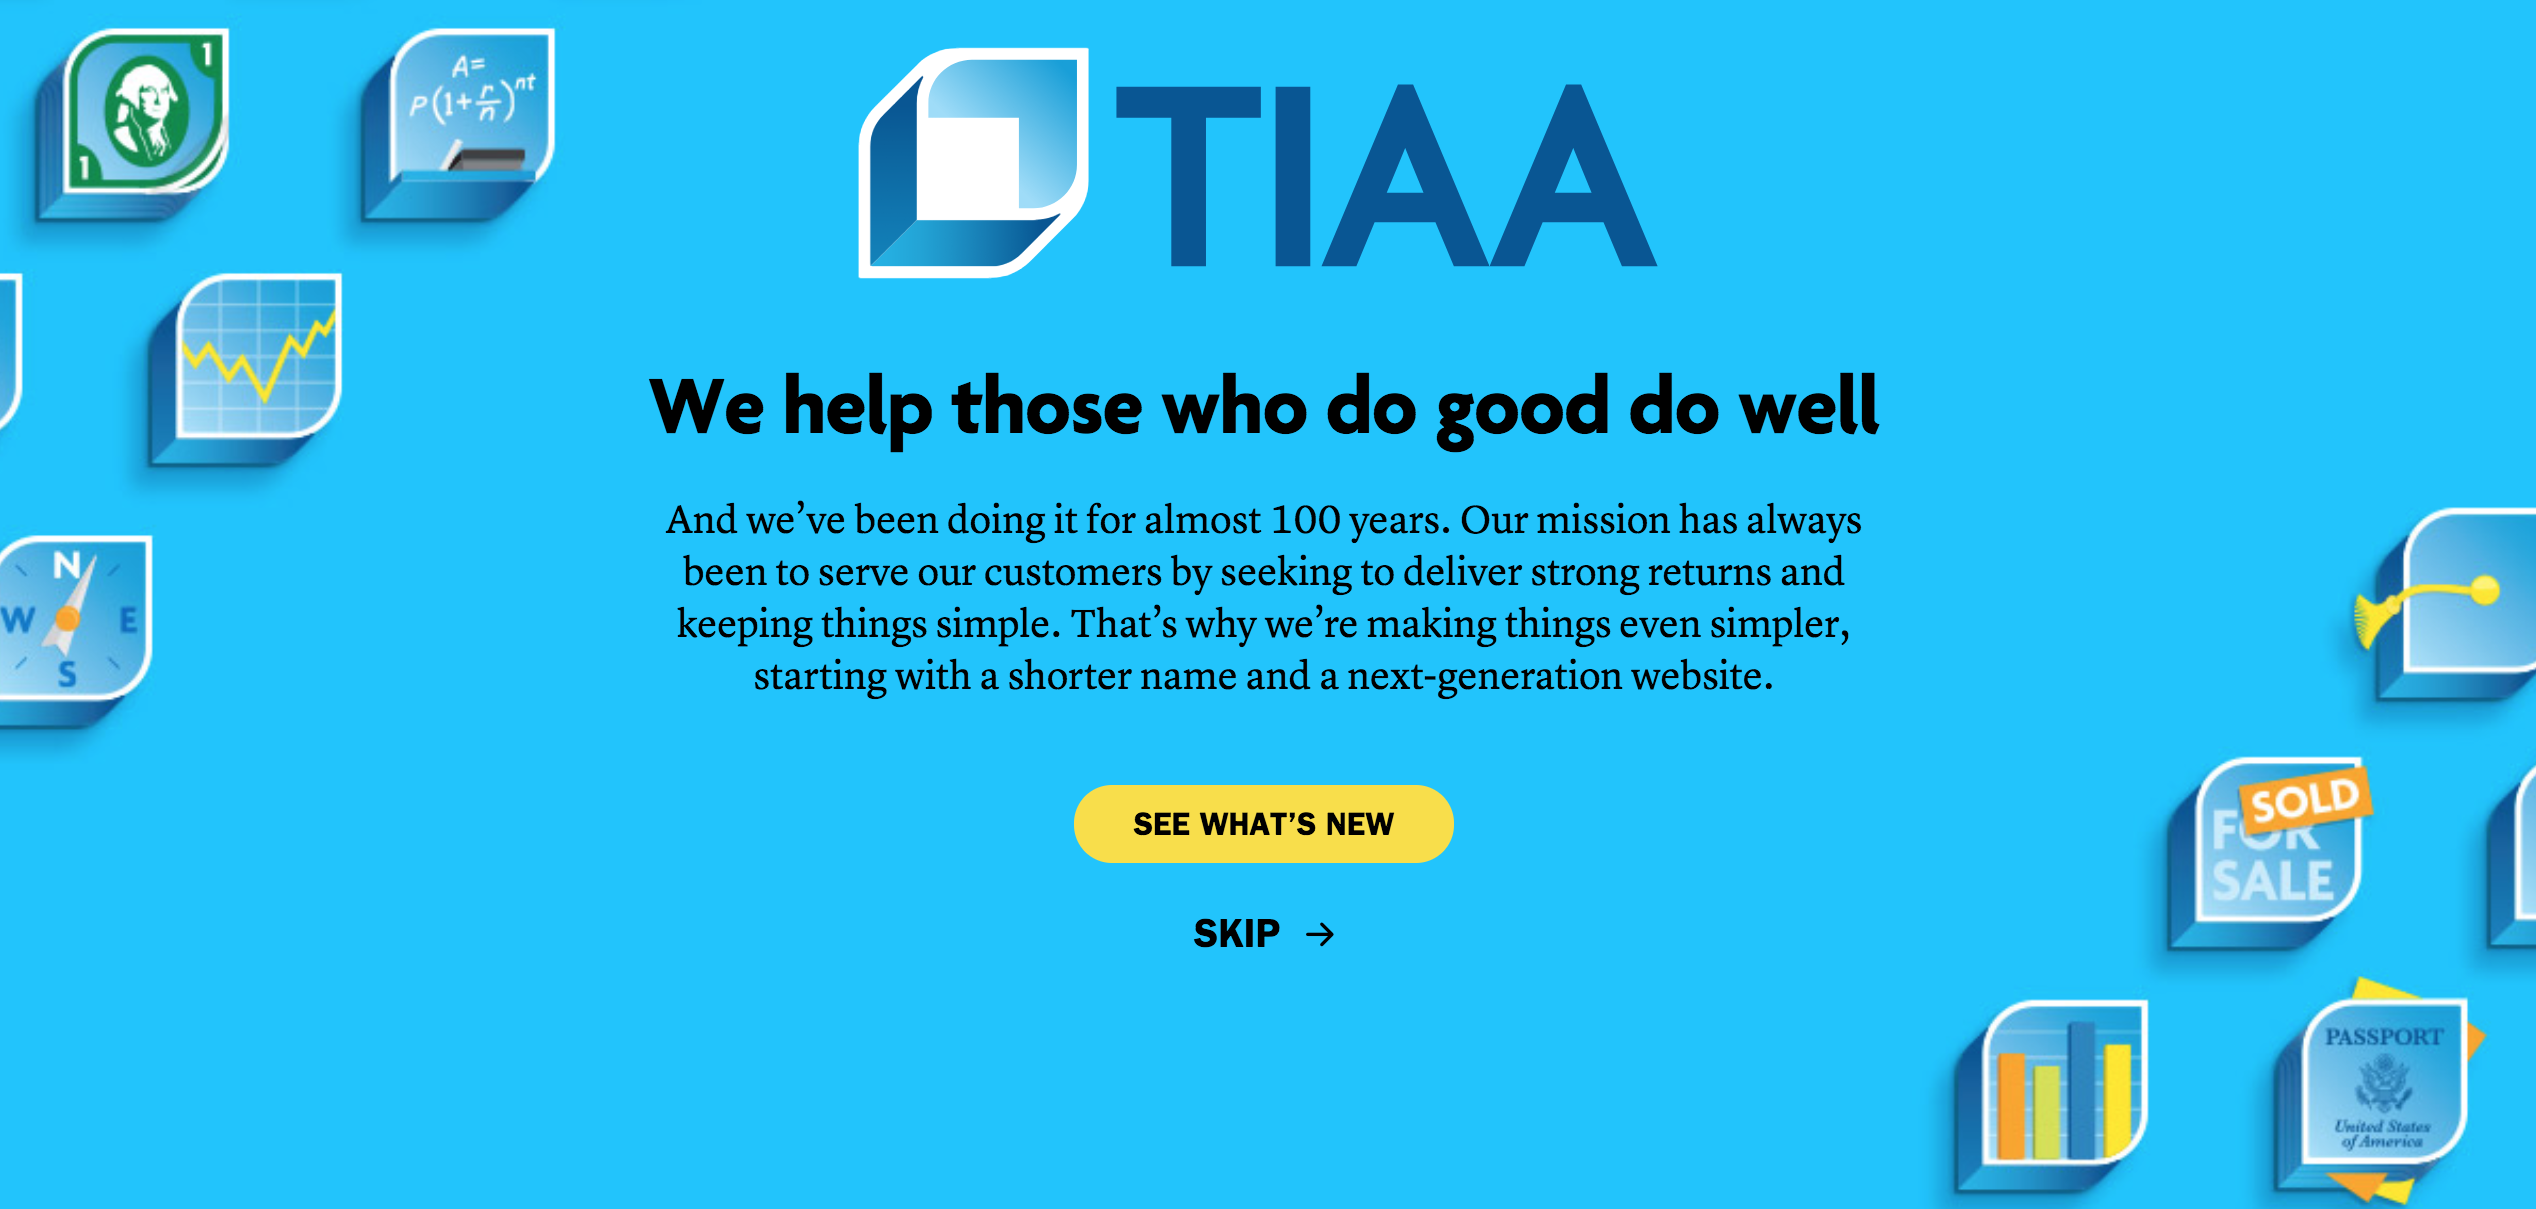 1
1
A=
P(1+r/n)^nt
TIAA
We help those who do good do well
N
W E
S
And we’ve been doing it for almost 100 years. Our mission has always
been to serve our customers by seeking to deliver strong returns and
keeping things simple. That’s why we’re making things even simpler,
starting with a shorter name and a next-generation website.
SEE WHAT’S NEW
SKIP →
SOLD
FOR
SALE
PASSPORT
United States
of America